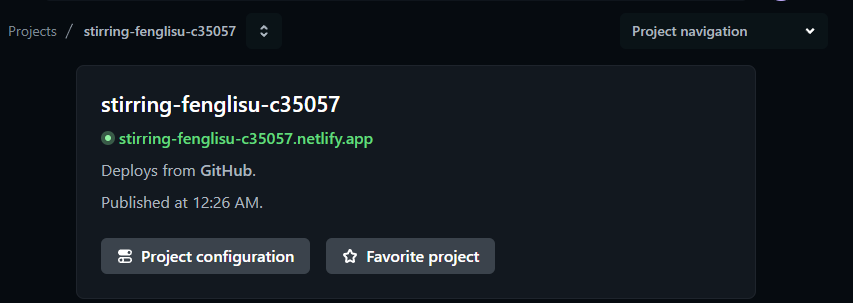 Projects / stirring-fenglisu-c35057
Project navigation
stirring-fenglisu-c35057
stirring-fenglisu-c35057.netlify.app
Deploys from GitHub.
Published at 12:26 AM.
Project configuration
Favorite project